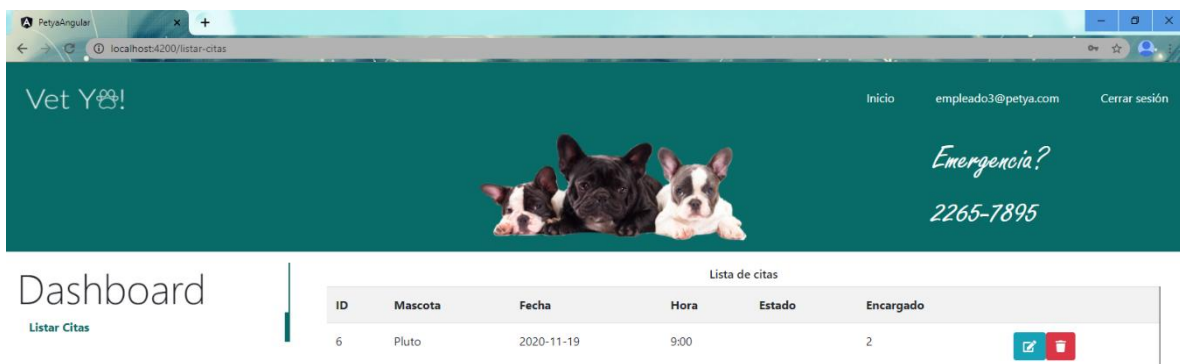 PetyaAngular
localhost:4200/listar-citas
Vet Y!
Inicio empleado3@petya.com Cerrar sesión
Emergencia?
2265-7895
Dashboard
Listar Citas
Lista de citas
ID Mascota Fecha Hora Estado Encargado
6 Pluto 2020-11-19 9:00 2